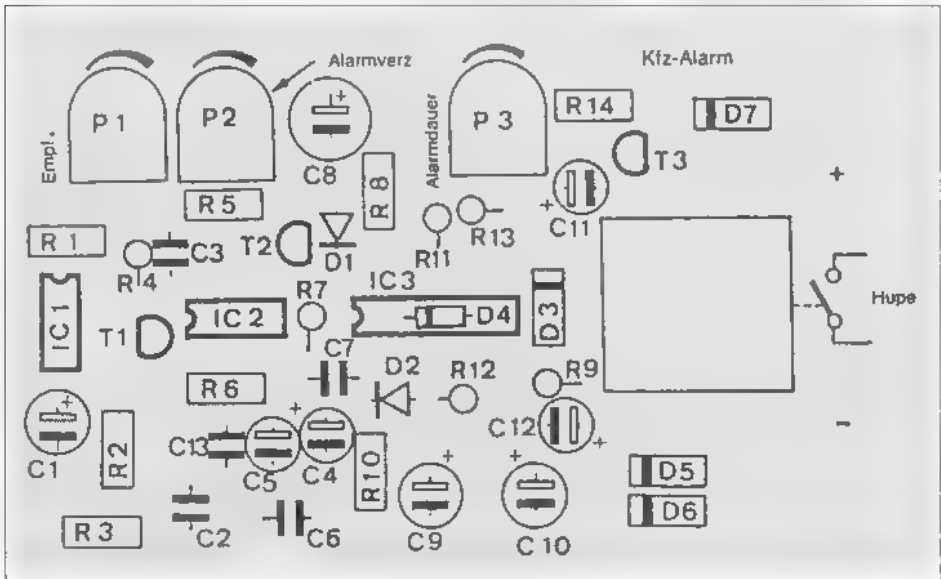 Alarmverz
Kfz-Alarm
P1
P2
P 3
R14
D7
Empf.
Alarmdauer
C8
R8
T3
+
R5
C11
R1
C3
T2
D1
R11
R13
R4
IC3
R7
IC1
IC2
D4
D3
Hupe
T1
C7
D2
R12
R9
R6
C12
C13
C1
R2
C5
C4
R10
-
D5
D6
R3
C2
C6
C9
C10